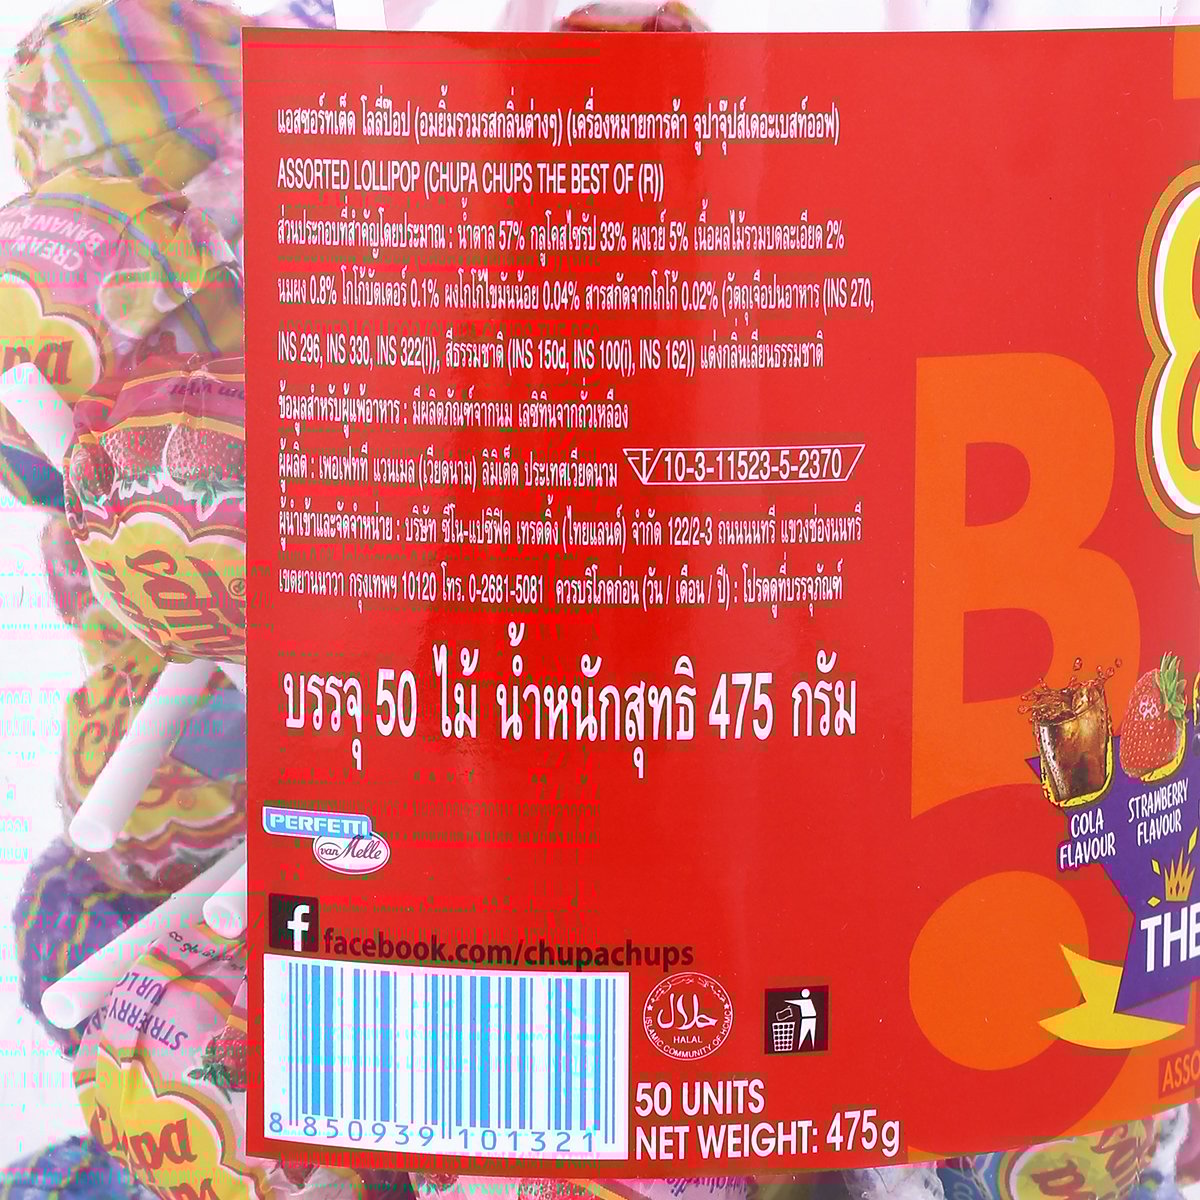 แอสซอร์ทเต็ด โลลี่ป๊อป (อมยิ้มรวมรสกลิ่นต่างๆ) (เครื่องหมายการค้า จูปาจุ๊ปส์เดอะเบสท์ออฟ)
ASSORTED LOLLIPOP (CHUPA CHUPS THE BEST OF (R))
ส่วนประกอบที่สำคัญโดยประมาณ : น้ำตาล 57% กลูโคสไซรัป 33% ผงเวย์ 5% เนื้อผลไม้รวมบดละเอียด 2%
นมผง 0.8% โกโก้บัตเตอร์ 0.1% ผงโกโก้ไขมันน้อย 0.04% สารสกัดจากโกโก้ 0.02% (วัตถุเจือปนอาหาร (INS 270,
INS 296, INS 330, INS 322(i)), สีธรรมชาติ (INS 150d, INS 100(i), INS 162)) แต่งกลิ่นเลียนธรรมชาติ
ข้อมูลสำหรับผู้แพ้อาหาร : มีผลิตภัณฑ์จากนม เลซิทินจากถั่วเหลือง
ผู้ผลิต : เพอเฟททิ แวนเมล (เวียดนาม) ลิมิเต็ด ประเทศเวียดนาม 10-3-11523-5-2370
ผู้นำเข้าและจัดจำหน่าย : บริษัท ซีโน-แปซิฟิค เทรดดิ้ง (ไทยแลนด์) จำกัด 122/2-3 ถนนนนทรี แขวงช่องนนทรี
เขตยานนาวา กรุงเทพฯ 10120 โทร. 0-2681-5081 ควรบริโภคก่อน (วัน / เดือน / ปี) : โปรดดูที่บรรจุภัณฑ์
บรรจุ 50 ไม้ น้ำหนักสุทธิ 475 กรัม
PERFETTI
van Melle
facebook.com/chupachups
8 850939 101321
حلال
HALAL
ISLAMIC COMMUNITY OF HCMC
50 UNITS
NET WEIGHT: 475g
B
COLA
FLAVOUR
STRAWBERRY
FLAVOUR
THE
ASSO
BANANA
Chupa